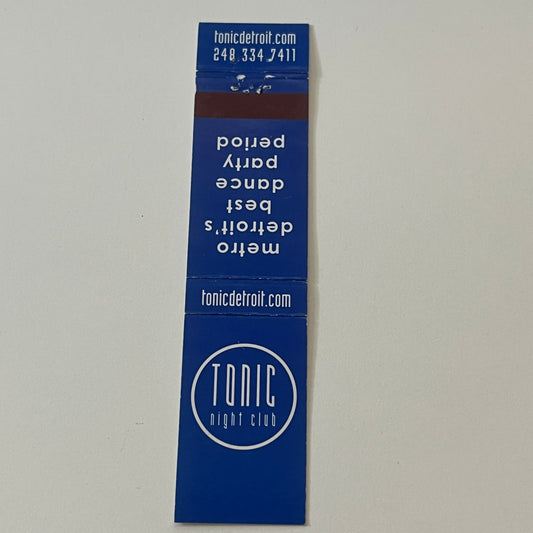 tonicdetroit.com
248.334.7411
metro
detroit's
best
dance
party
period
tonicdetroit.com
TONIC
night club